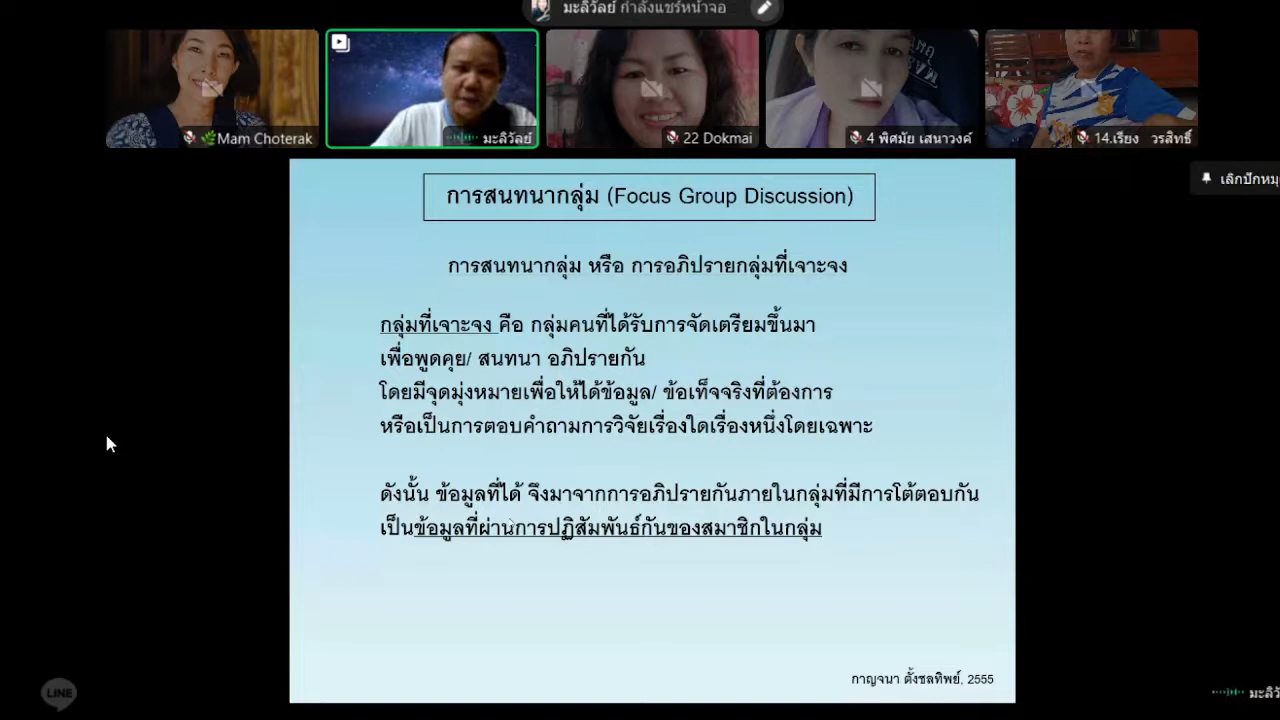 มะลิวัลย์ กำลังแชร์หน้าจอ
🌿Mam Choterak
มะลิวัลย์
22 Dokmai
4 พิศมัย เสนาวงค์
14.เรียง วรสิทธิ์
เลิกปักหมุ
การสนทนากลุ่ม (Focus Group Discussion)
การสนทนากลุ่ม หรือ การอภิปรายกลุ่มที่เจาะจง
กลุ่มที่เจาะจง คือ กลุ่มคนที่ได้รับการจัดเตรียมขึ้นมา
เพื่อพูดคุย/ สนทนา อภิปรายกัน
โดยมีจุดมุ่งหมายเพื่อให้ได้ข้อมูล/ ข้อเท็จจริงที่ต้องการ
หรือเป็นการตอบคำถามการวิจัยเรื่องใดเรื่องหนึ่งโดยเฉพาะ
ดังนั้น ข้อมูลที่ได้ จึงมาจากการอภิปรายกันภายในกลุ่มที่มีการโต้ตอบกัน
เป็นข้อมูลที่ผ่านการปฏิสัมพันธ์กันของสมาชิกในกลุ่ม
กาญจนา ตั้งชลทิพย์, 2555
LINE
มะลิวั